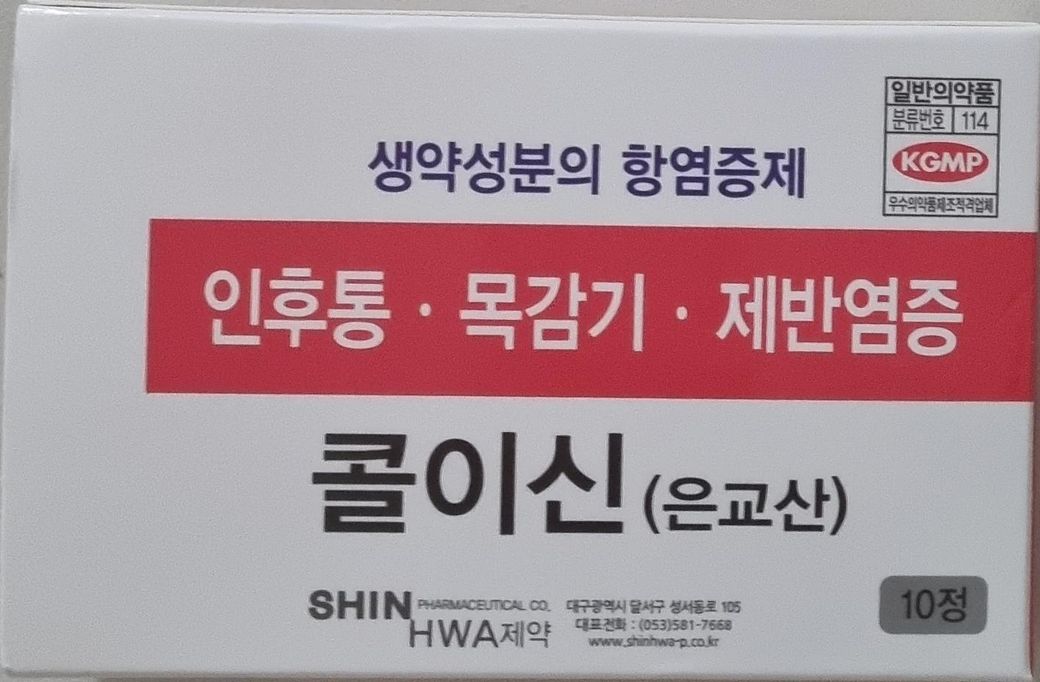 일반의약품
분류번호 114
KGMP
우수의약품제조적격업체
생약성분의 항염증제
인후통 · 목감기 · 제반염증
콜이신 (은교산)
SHIN PHARMACEUTICAL CO.
HWA제약
대구광역시 달서구 성서동로 105
대표전화 : (053)581-7668
www.shinhwa-p.co.kr
10정